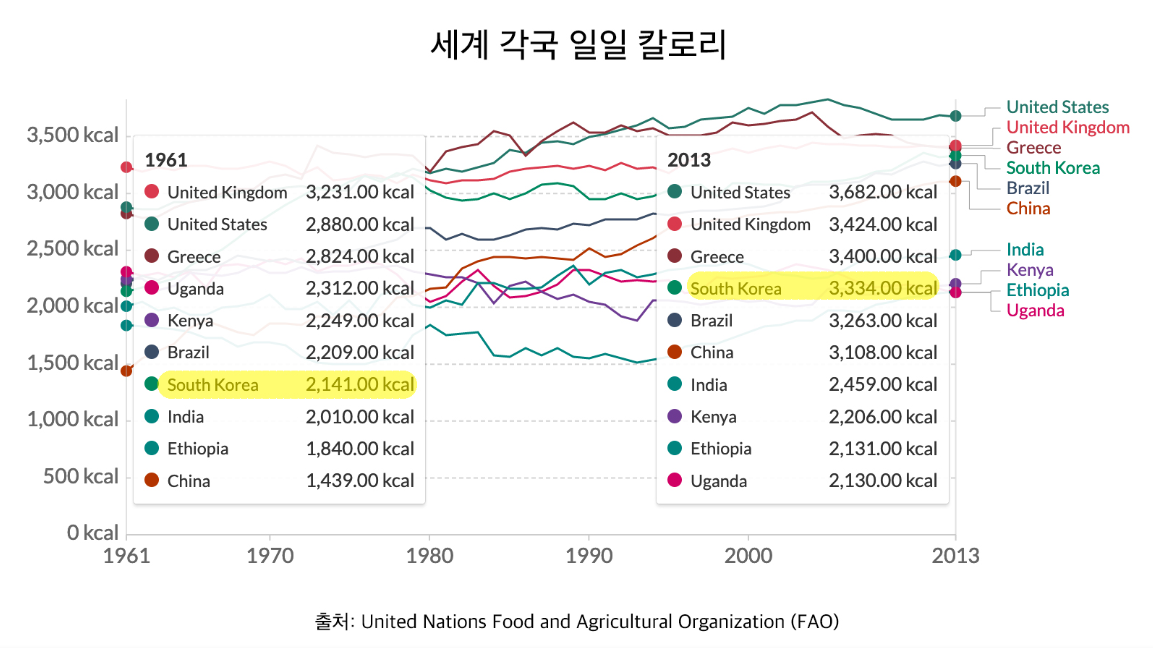 세계 각국 일일 칼로리
3,500 kcal
3,000 kcal
2,500 kcal
2,000 kcal
1,500 kcal
1,000 kcal
500 kcal
0 kcal
1961
United Kingdom 3,231.00 kcal
United States 2,880.00 kcal
Greece 2,824.00 kcal
Uganda 2,312.00 kcal
Kenya 2,249.00 kcal
Brazil 2,209.00 kcal
South Korea 2,141.00 kcal
India 2,010.00 kcal
Ethiopia 1,840.00 kcal
China 1,439.00 kcal
2013
United States 3,682.00 kcal
United Kingdom 3,424.00 kcal
Greece 3,400.00 kcal
South Korea 3,334.00 kcal
Brazil 3,263.00 kcal
China 3,108.00 kcal
India 2,459.00 kcal
Kenya 2,206.00 kcal
Ethiopia 2,131.00 kcal
Uganda 2,130.00 kcal
United States
United Kingdom
Greece
South Korea
Brazil
China
India
Kenya
Ethiopia
Uganda
1961 1970 1980 1990 2000 2013
출처: United Nations Food and Agricultural Organization (FAO)